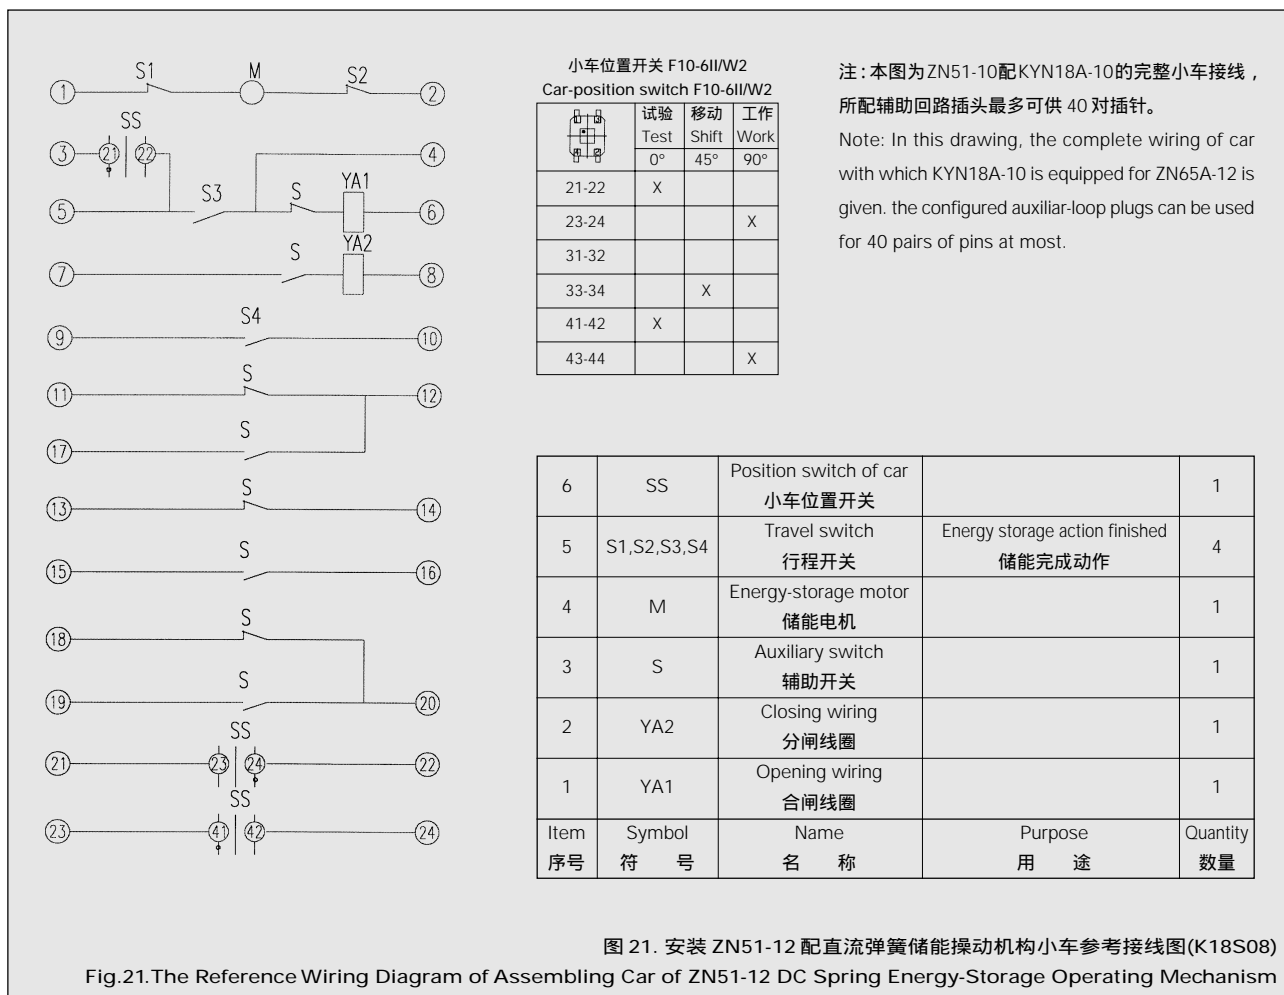 S1 M S2
1 2
SS
3 21 22 4
S3 S YA1
5 6
S YA2
7 8
S4
9 10
S
11 12
S
17
S
13 14
S
15 16
S
18
S
19 20
SS
21 23 24 22
SS
23 41 42 24
小车位置开关 F10-6II/W2
Car-position switch F10-6II/W2
试验 移动 工作
Test Shift Work
0° 45° 90°
21-22 X
23-24 X
31-32
33-34 X
41-42 X
43-44 X
注:本图为ZN51-10配KYN18A-10的完整小车接线,
所配辅助回路插头最多可供 40 对插针。
Note: In this drawing, the complete wiring of car
with which KYN18A-10 is equipped for ZN65A-12 is
given. the configured auxiliar-loop plugs can be used
for 40 pairs of pins at most.
6 SS Position switch of car 1
小车位置开关
5 S1,S2,S3,S4 Travel switch Energy storage action finished 4
行程开关 储能完成动作
4 M Energy-storage motor 1
储能电机
3 S Auxiliary switch 1
辅助开关
2 YA2 Closing wiring 1
分闸线圈
1 YA1 Opening wiring 1
合闸线圈
Item Symbol Name Purpose Quantity
序号 符 号 名 称 用 途 数量
图 21. 安装 ZN51-12 配直流弹簧储能操动机构小车参考接线图(K18S08)
Fig.21.The Reference Wiring Diagram of Assembling Car of ZN51-12 DC Spring Energy-Storage Operating Mechanism